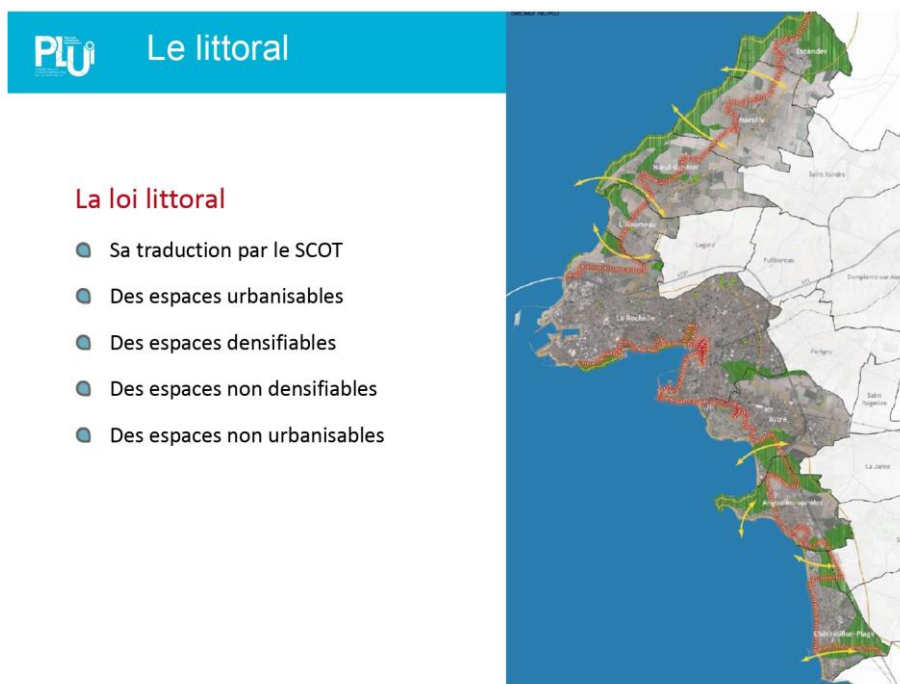 PLUi
Le littoral
La loi littoral
Sa traduction par le SCOT
Des espaces urbanisables
Des espaces densifiables
Des espaces non densifiables
Des espaces non urbanisables
Esnandes
Marsilly
Nieul-sur-Mer
Saint Xandre
L'Houmeau
Lagord
Puilboreau
La Rochelle
Périgny
Aytré
La Jarne
Angoulins-sur-Mer
Châtelaillon-Plage